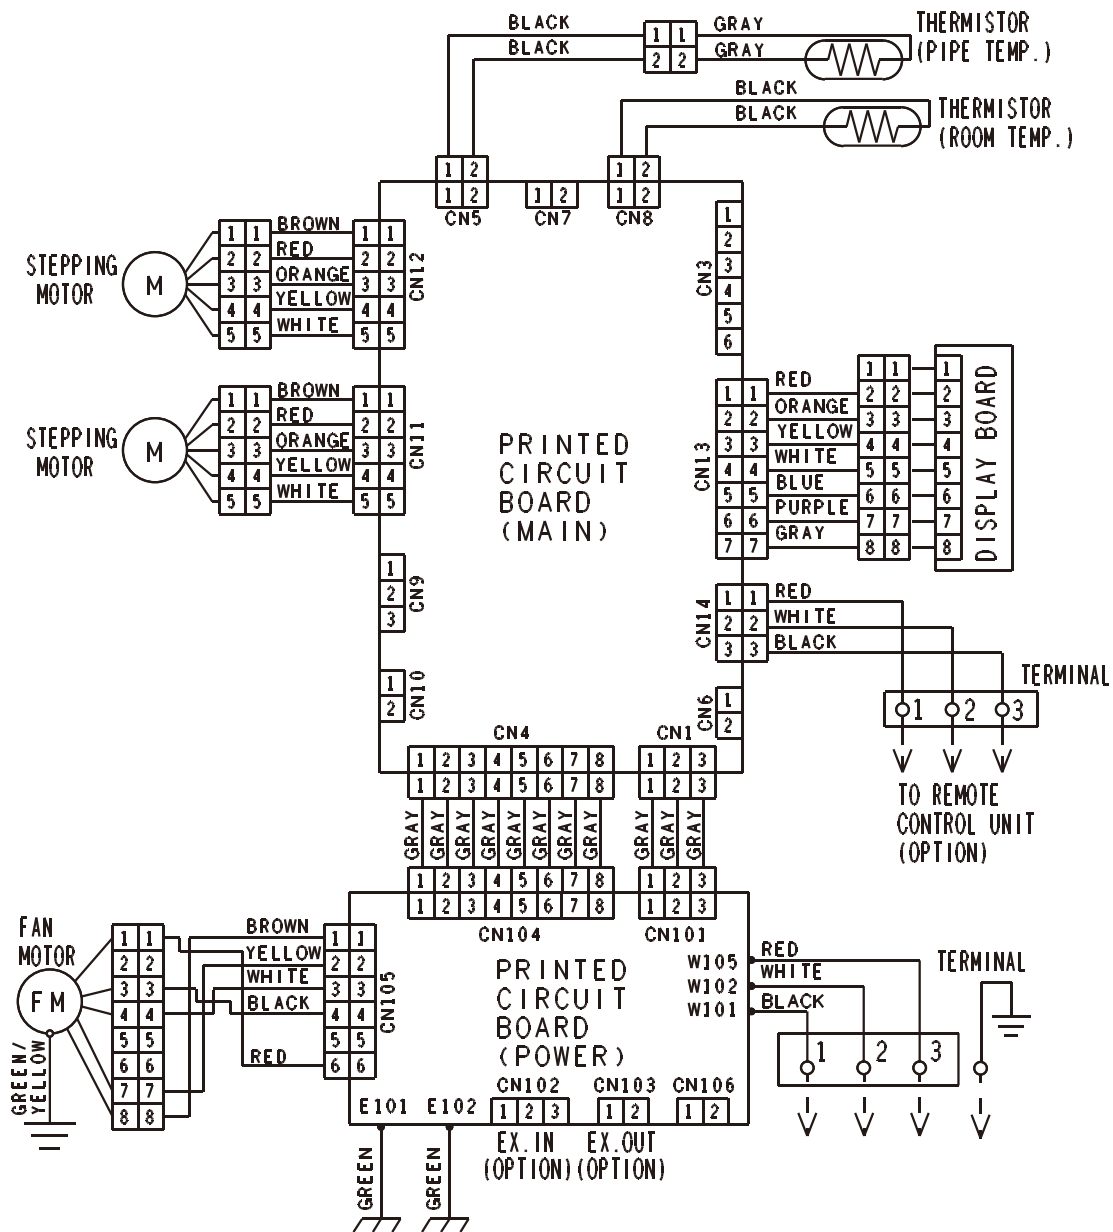 BLACK
BLACK
1 1
2 2
GRAY
GRAY
THERMISTOR
(PIPE TEMP.)
BLACK
BLACK
THERMISTOR
(ROOM TEMP.)
1 2
1 2
CN5
1 2
CN7
1 2
1 2
CN8
STEPPING
MOTOR
M
1 1
2 2
3 3
4 4
5 5
BROWN
RED
ORANGE
YELLOW
WHITE
1 1
2 2
3 3
4 4
5 5
CN12
1
2
3
4
5
6
CN3
STEPPING
MOTOR
M
1 1
2 2
3 3
4 4
5 5
BROWN
RED
ORANGE
YELLOW
WHITE
1 1
2 2
3 3
4 4
5 5
CN11
PRINTED
CIRCUIT
BOARD
(MAIN)
CN13
1 1
2 2
3 3
4 4
5 5
6 6
7 7
RED
ORANGE
YELLOW
WHITE
BLUE
PURPLE
GRAY
1 1
2 2
3 3
4 4
5 5
6 6
7 7
8 8
1
2
3
4
5
6
7
8
DISPLAY BOARD
1
2
3
CN9
CN14
1 1
2 2
3 3
RED
WHITE
BLACK
TERMINAL
1 2 3
TO REMOTE
CONTROL UNIT
(OPTION)
1
2
CN10
CN6
1
2
CN4
1 2 3 4 5 6 7 8
1 2 3 4 5 6 7 8
CN1
1 2 3
1 2 3
GRAY GRAY GRAY GRAY GRAY GRAY GRAY GRAY
GRAY GRAY GRAY
1 2 3 4 5 6 7 8
1 2 3 4 5 6 7 8
CN104
1 2 3
1 2 3
CN101
FAN
MOTOR
FM
GREEN/
YELLOW
1 1
2 2
3 3
4 4
5 5
6 6
7 7
8 8
BROWN
YELLOW
WHITE
BLACK
RED
1 1
2 2
3 3
4 4
5 5
6 6
CN105
PRINTED
CIRCUIT
BOARD
(POWER)
W105
W102
W101
RED
WHITE
BLACK
TERMINAL
1 2 3
E101
E102
CN102
1 2 3
EX.IN
(OPTION)
CN103
1 2
EX.OUT
(OPTION)
CN106
1 2
GREEN
GREEN